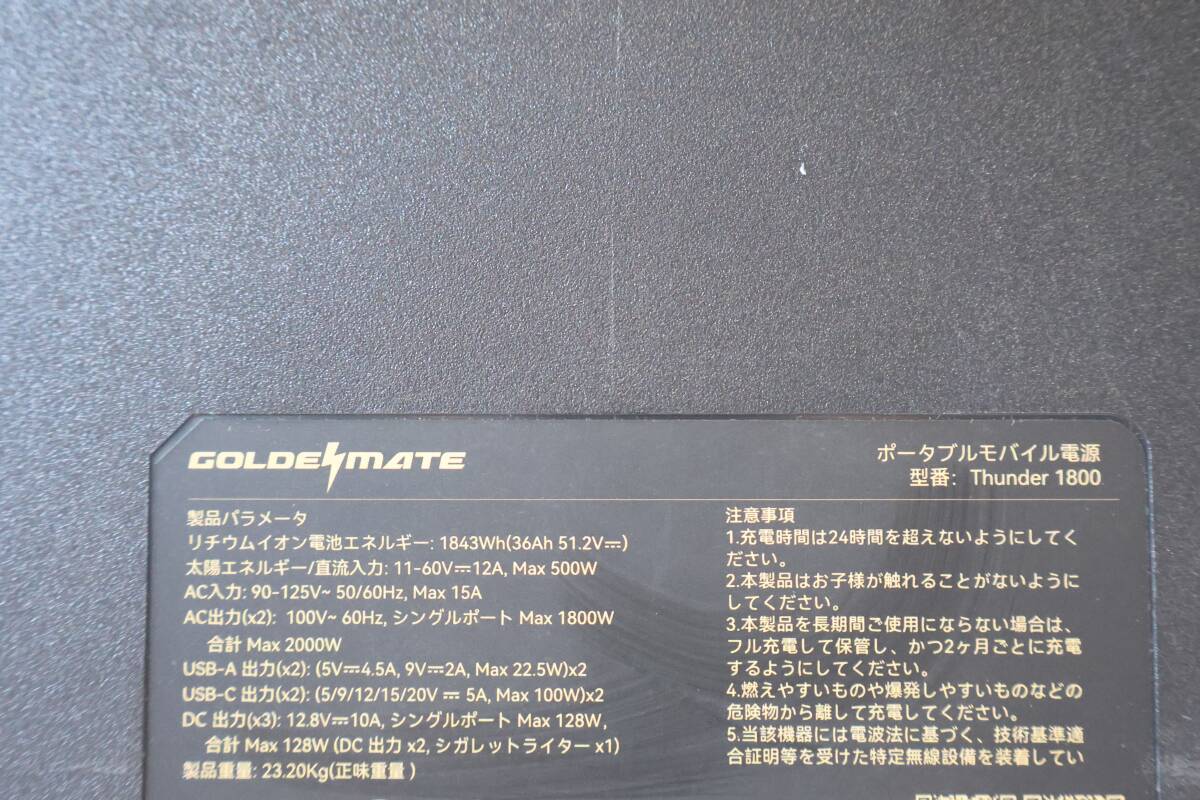 GOLDENMATE
ポータブルモバイル電源
型番: Thunder 1800
製品パラメータ
リチウムイオン電池エネルギー: 1843Wh(36Ah 51.2V⎓)
太陽エネルギー/直流入力: 11-60V⎓12A, Max 500W
AC入力: 90-125V~ 50/60Hz, Max 15A
AC出力(x2): 100V~ 60Hz, シングルポート Max 1800W
合計 Max 2000W
USB-A 出力(x2): (5V⎓4.5A, 9V⎓2A, Max 22.5W)x2
USB-C 出力(x2): (5/9/12/15/20V ⎓ 5A, Max 100W)x2
DC 出力(x3): 12.8V⎓10A, シングルポート Max 128W,
合計 Max 128W (DC 出力 x2, シガレットライター x1)
製品重量: 23.20Kg(正味重量)
注意事項
1.充電時間は24時間を超えないようにしてく
ださい。
2.本製品はお子様が触れることがないように
してください。
3.本製品を長期間ご使用にならない場合は、
フル充電して保管し、かつ2ヶ月ごとに充電
するようにしてください。
4.燃えやすいものや爆発しやすいものなどの
危険物から離して充電してください。
5.当該機器には電波法に基づく、技術基準適
合証明等を受けた特定無線設備を装着してい